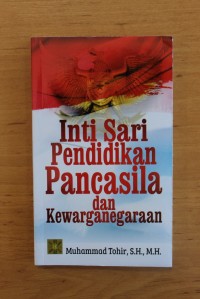 Inti Sari
Pendidikan
Pancasila
dan
Kewarganegaraan
Muhammad Tohir, S.H., M.H.